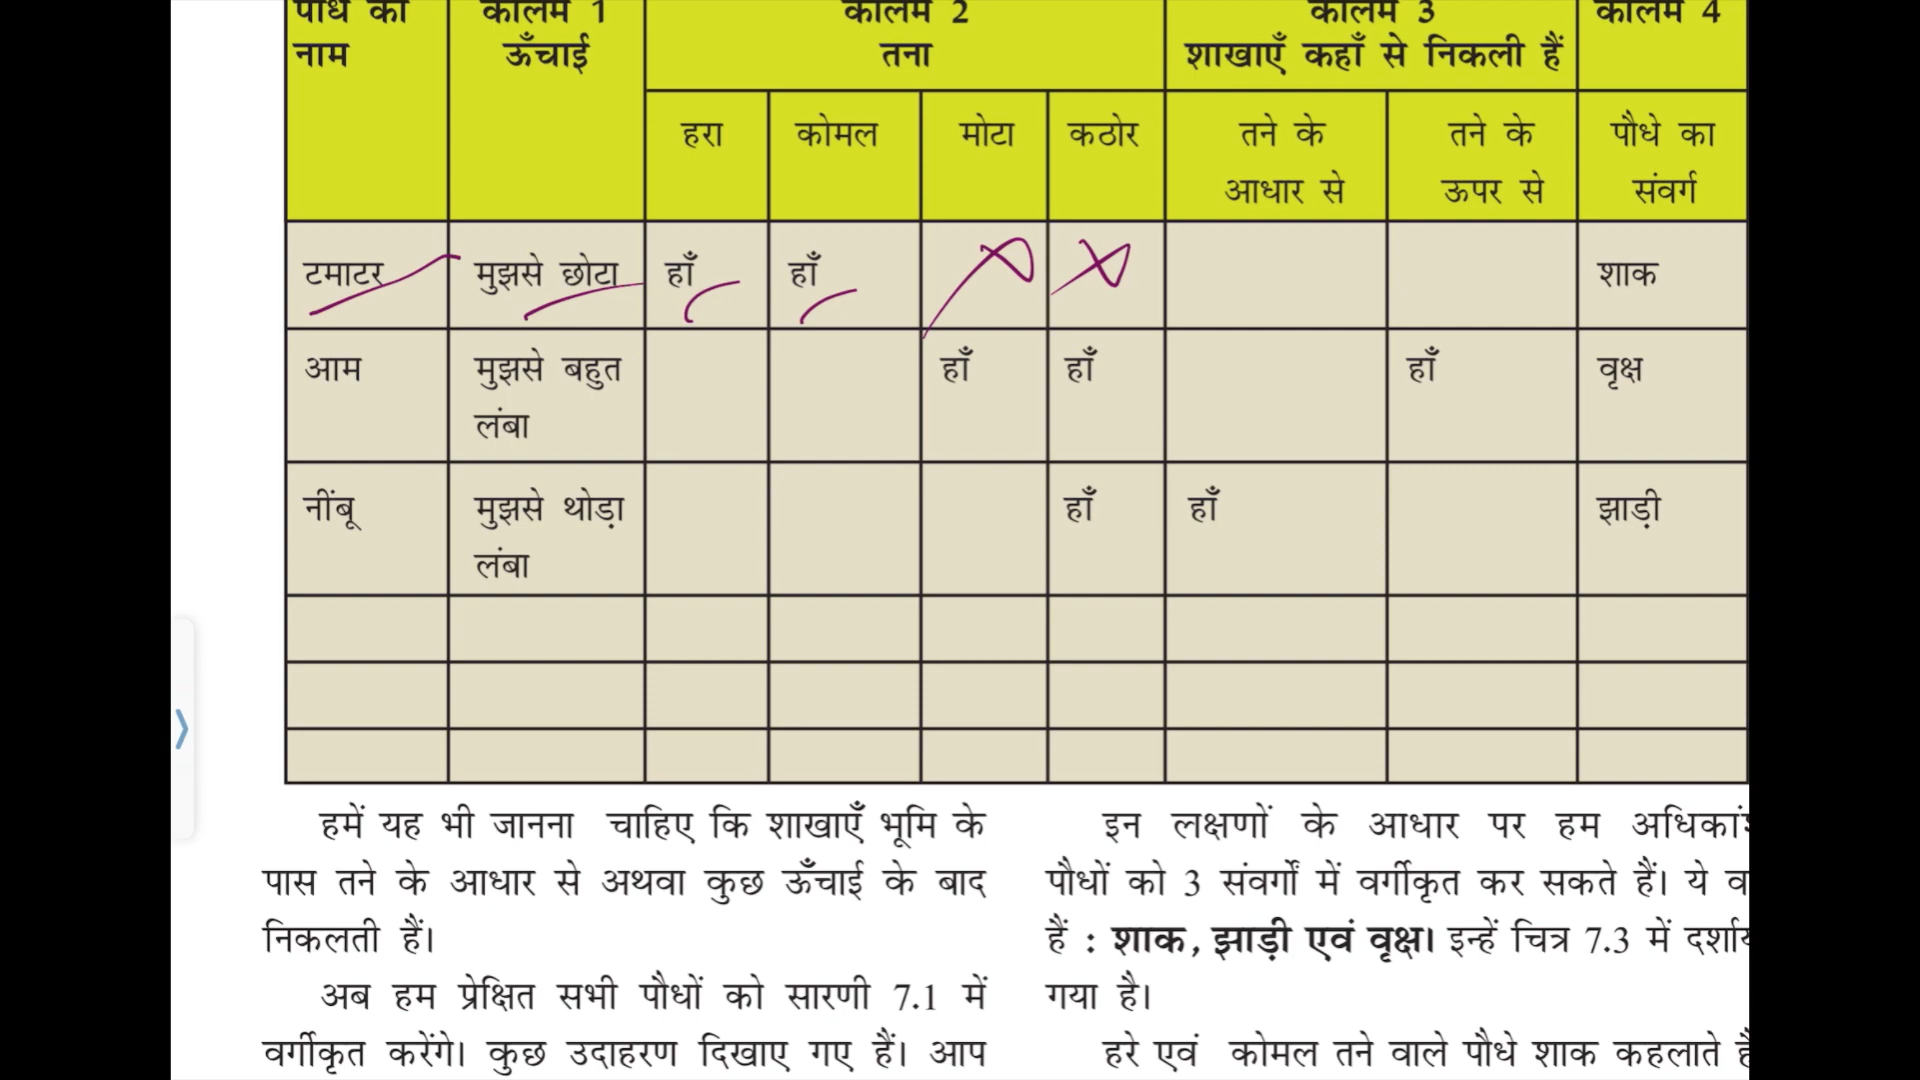 पौधे का कॉलम 1 कॉलम 2 कॉलम 3 कॉलम 4
नाम ऊँचाई तना शाखाएँ कहाँ से निकली हैं
हरा कोमल मोटा कठोर तने के तने के पौधे का
आधार से ऊपर से संवर्ग
टमाटर मुझसे छोटा हाँ हाँ शाक
आम मुझसे बहुत हाँ हाँ हाँ वृक्ष
लंबा
नींबू मुझसे थोड़ा हाँ हाँ झाड़ी
लंबा
हमें यह भी जानना चाहिए कि शाखाएँ भूमि के
पास तने के आधार से अथवा कुछ ऊँचाई के बाद
निकलती हैं।
अब हम प्रेक्षित सभी पौधों को सारणी 7.1 में
वर्गीकृत करेंगे। कुछ उदाहरण दिखाए गए हैं। आप
इन लक्षणों के आधार पर हम
पौधों को 3 संवर्गों में वर्गीकृत कर सकते हैं। ये
हैं : शाक, झाड़ी एवं वृक्ष। इन्हें चित्र 7.3 में
गया है।
हरे एवं कोमल तने वाले पौधे शाक कहलाते